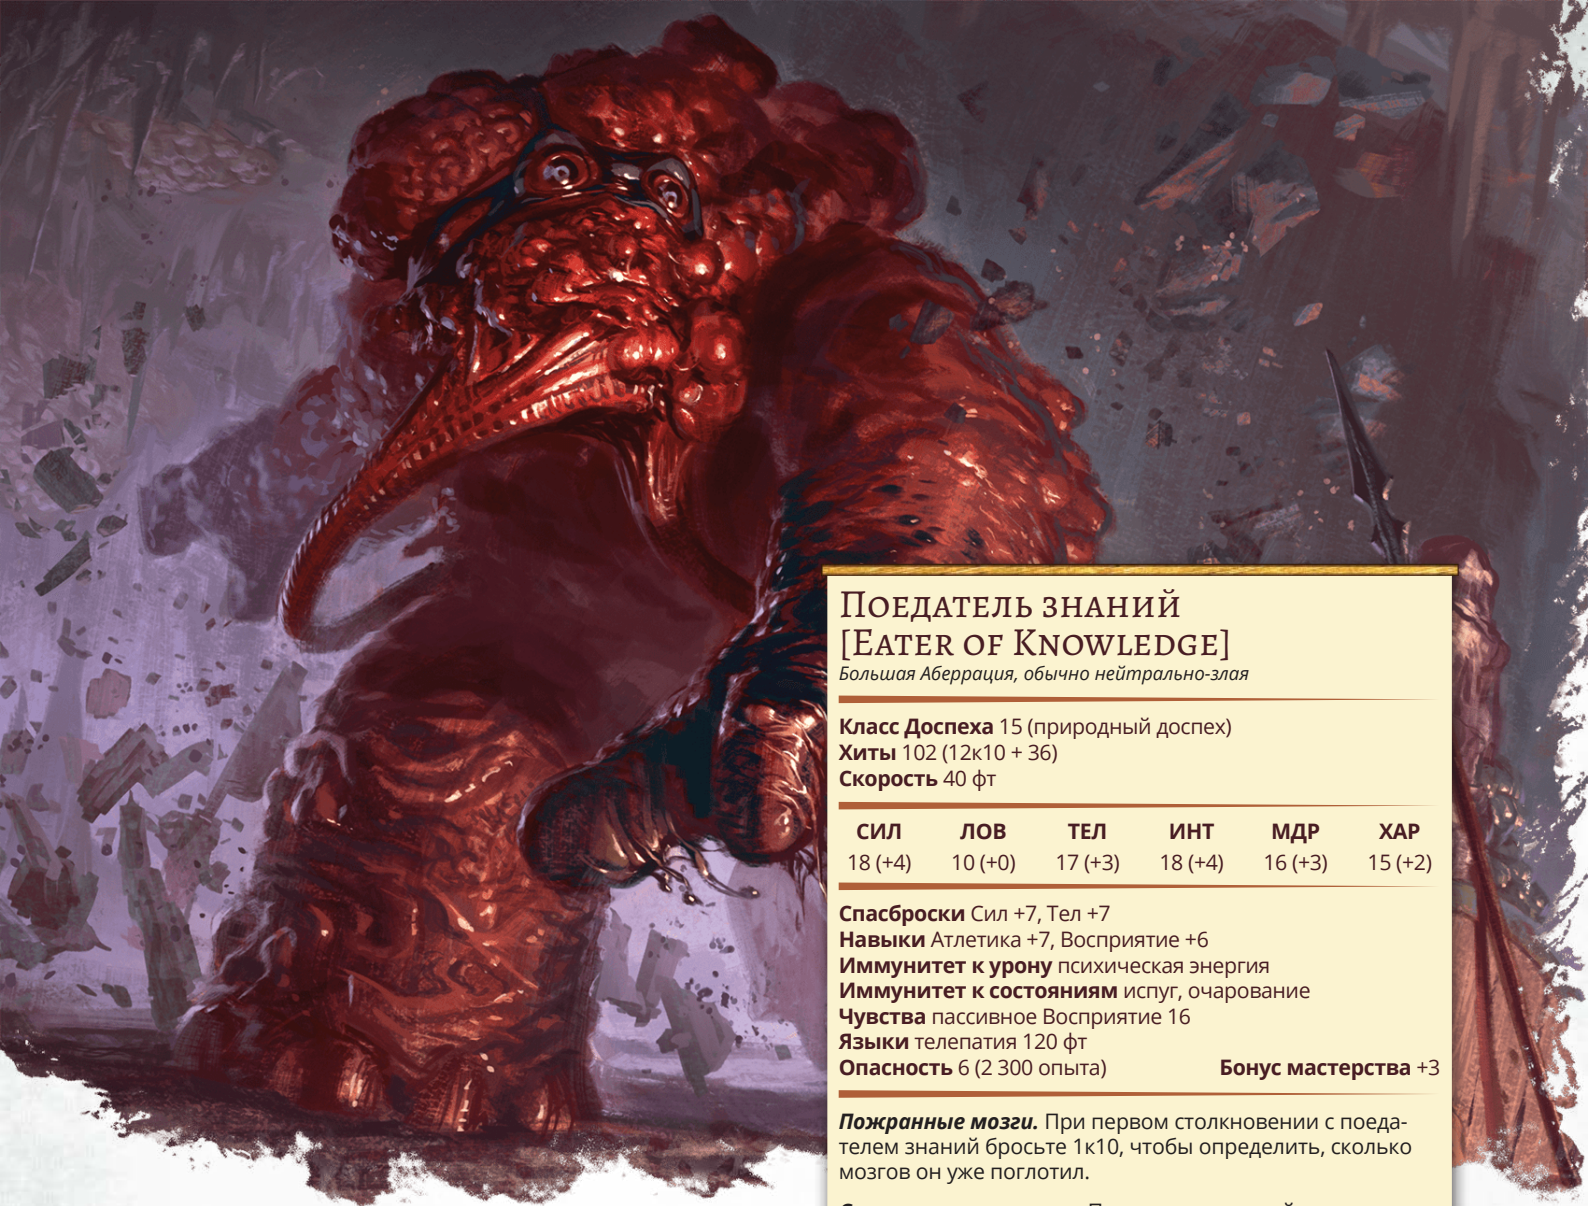 Поедатель знаний
[Eater of Knowledge]
Большая Аберрация, обычно нейтрально-злая
Класс Доспеха 15 (природный доспех)
Хиты 102 (12к10 + 36)
Скорость 40 фт
СИЛ ЛОВ ТЕЛ ИНТ МДР ХАР
18 (+4) 10 (+0) 17 (+3) 18 (+4) 16 (+3) 15 (+2)
Спасброски Сил +7, Тел +7
Навыки Атлетика +7, Восприятие +6
Иммунитет к урону психическая энергия
Иммунитет к состояниям испуг, очарование
Чувства пассивное Восприятие 16
Языки телепатия 120 фт
Опасность 6 (2 300 опыта) Бонус мастерства +3
Пожранные мозги. При первом столкновении с поеда-
телем знаний бросьте 1к10, чтобы определить, сколько
мозгов он уже поглотил.